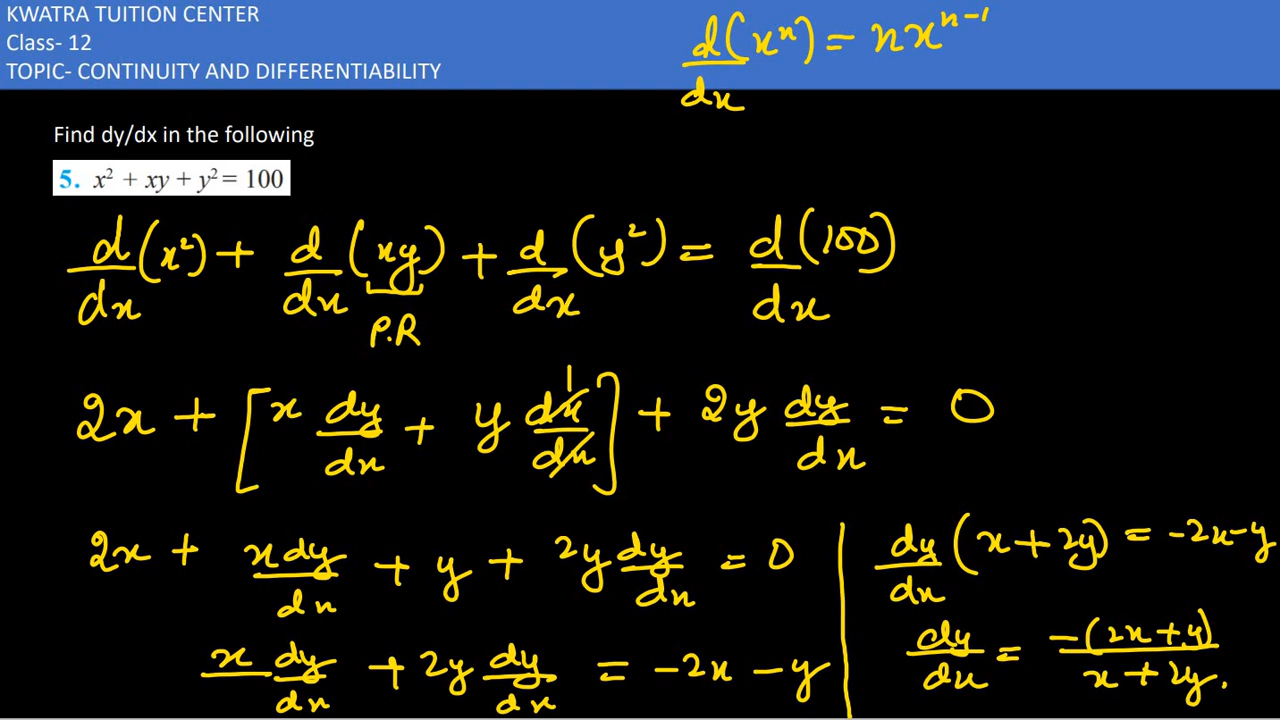 KWATRA TUITION CENTER
Class- 12
TOPIC- CONTINUITY AND DIFFERENTIABILITY
d/dx (xⁿ) = nxⁿ⁻¹
Find dy/dx in the following
5. x² + xy + y² = 100
d/dx (x²) + d/dx (xy) + d/dx (y²) = d/dx (100)
P.R
2x + [x dy/dx + y dx/dx 1] + 2y dy/dx = 0
2x + x dy/dx + y + 2y dy/dx = 0
x dy/dx + 2y dy/dx = -2x - y
dy/dx (x + 2y) = -2x - y
dy/dx = -(2x + y)/x + 2y.